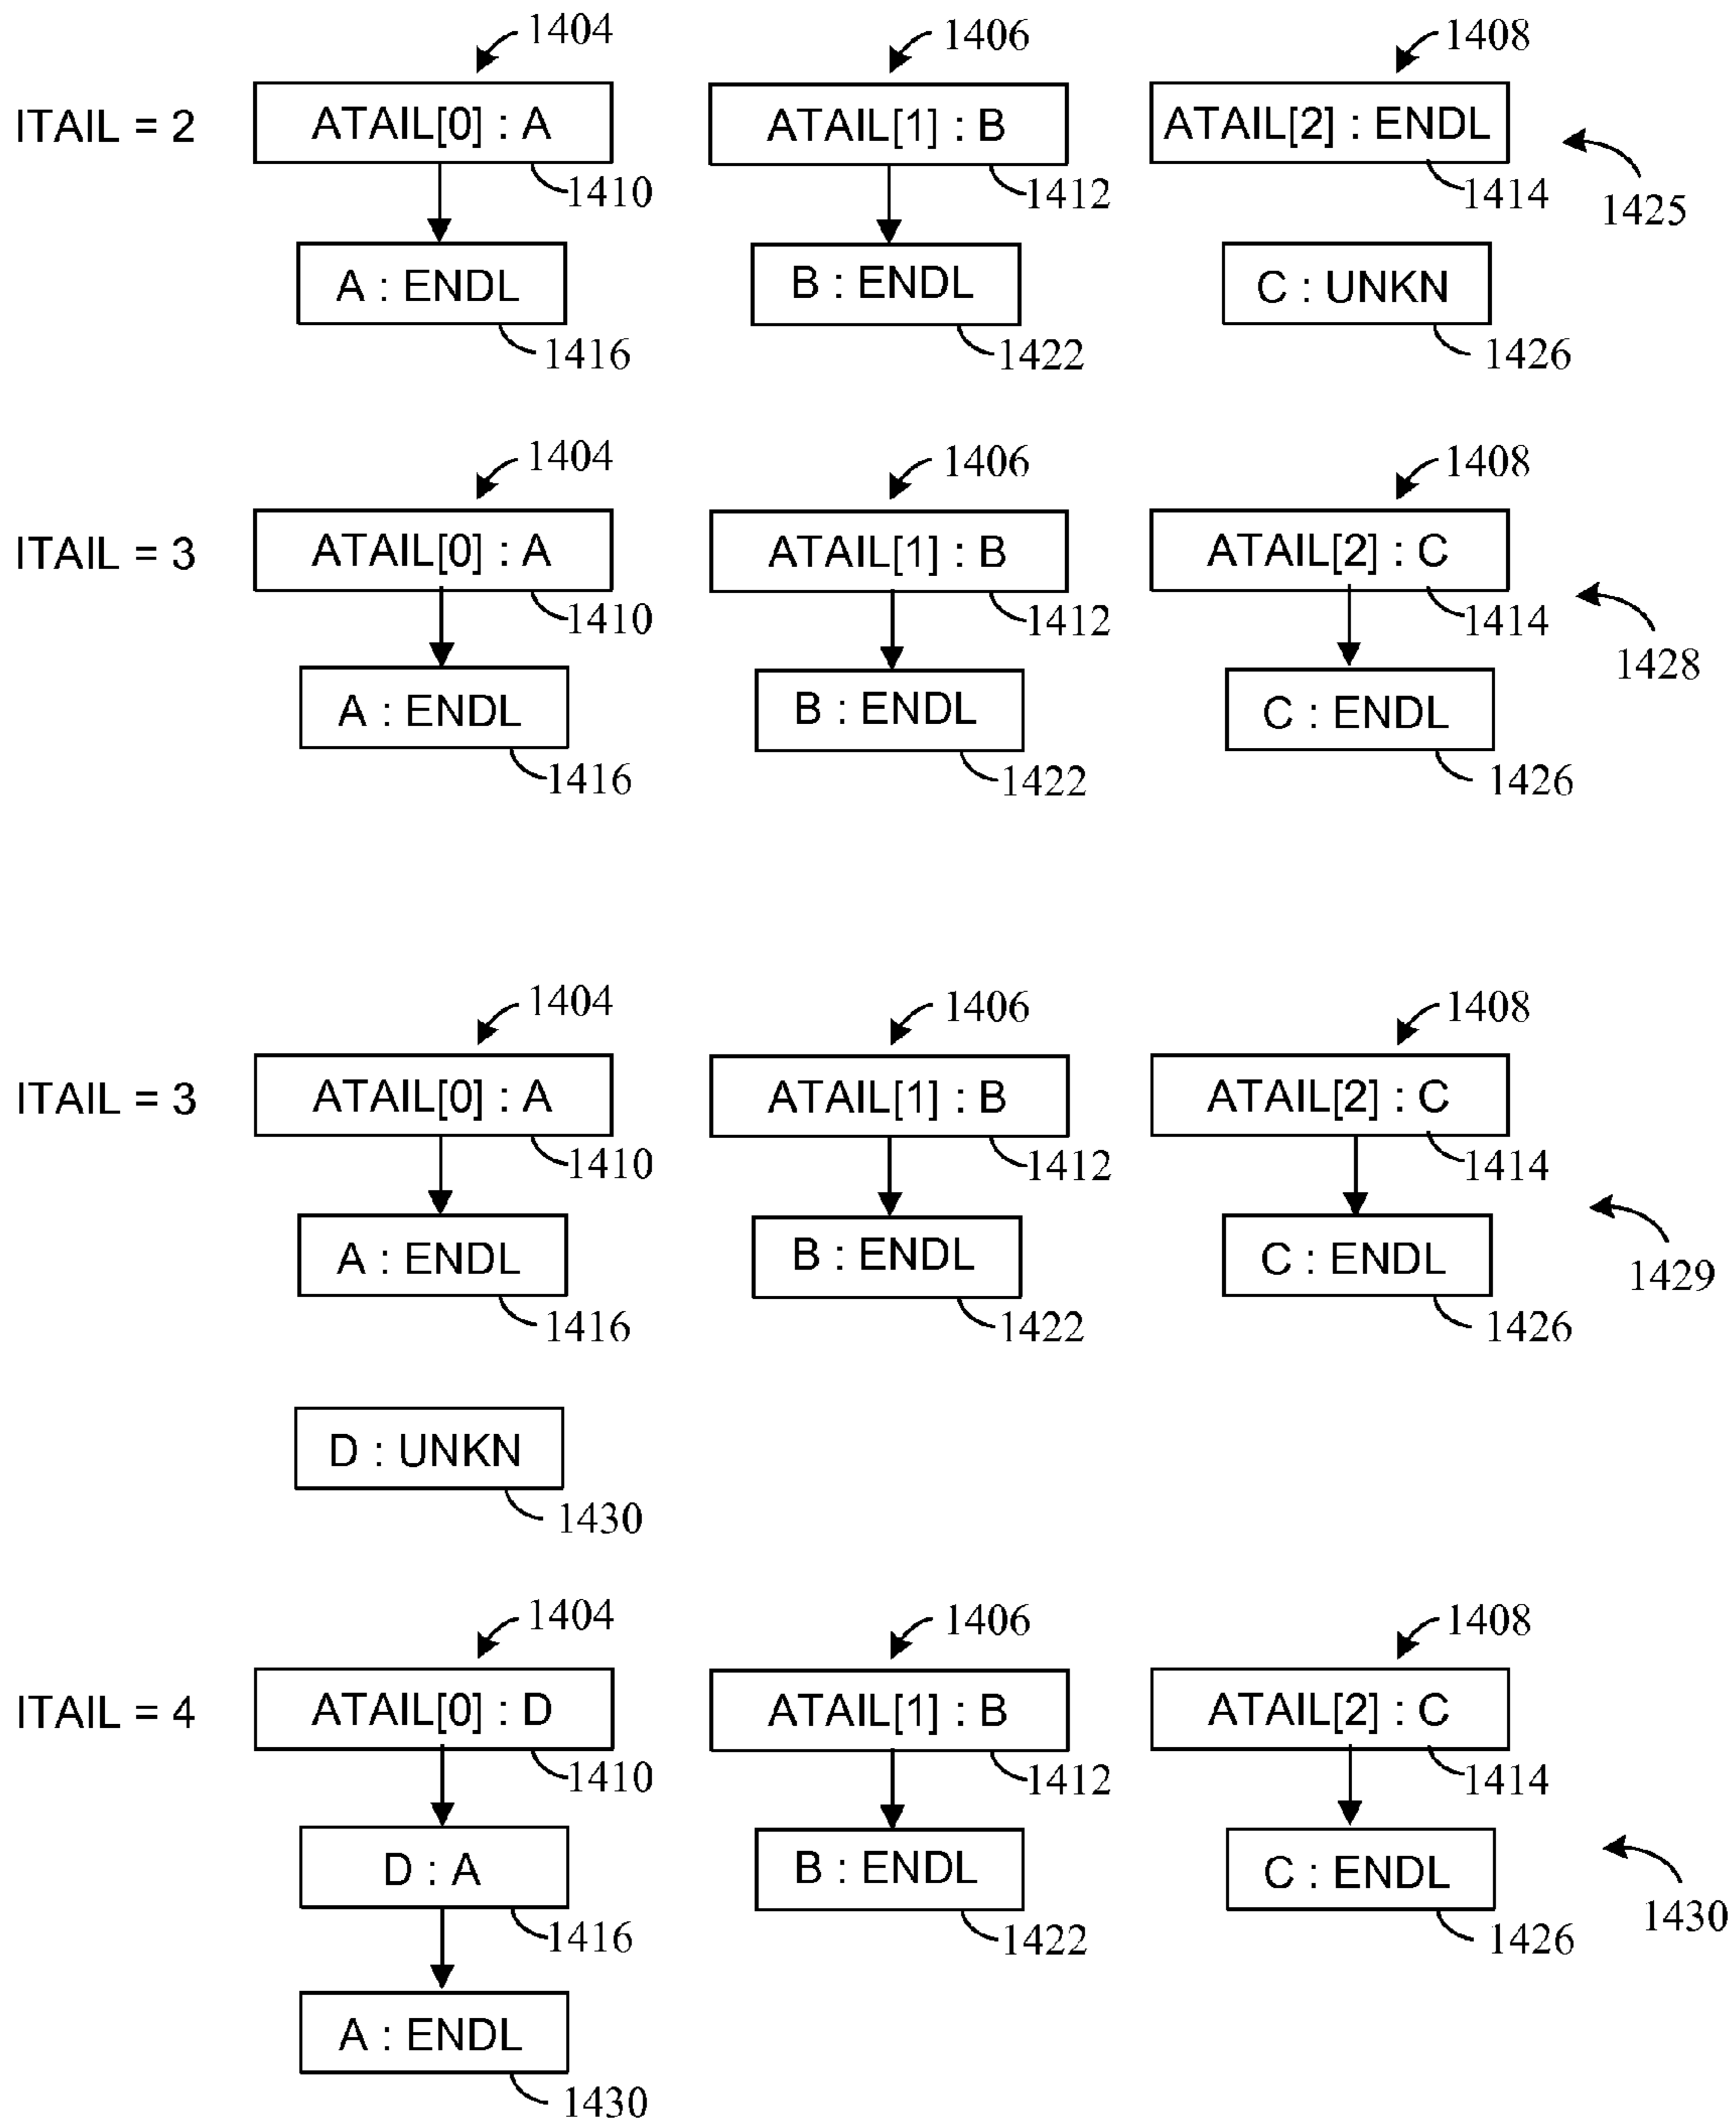 1404 1406 1408
ITAIL = 2 ATAIL[0] : A ATAIL[1] : B ATAIL[2] : ENDL
1410 1412 1414 1425
A : ENDL B : ENDL C : UNKN
1416 1422 1426
1404 1406 1408
ITAIL = 3 ATAIL[0] : A ATAIL[1] : B ATAIL[2] : C
1410 1412 1414 1428
A : ENDL B : ENDL C : ENDL
1416 1422 1426
1404 1406 1408
ITAIL = 3 ATAIL[0] : A ATAIL[1] : B ATAIL[2] : C
1410 1412 1414
A : ENDL B : ENDL C : ENDL 1429
1416 1422 1426
D : UNKN
1430
1404 1406 1408
ITAIL = 4 ATAIL[0] : D ATAIL[1] : B ATAIL[2] : C
1410 1412 1414
D : A B : ENDL C : ENDL 1430
1416 1422 1426
A : ENDL
1430